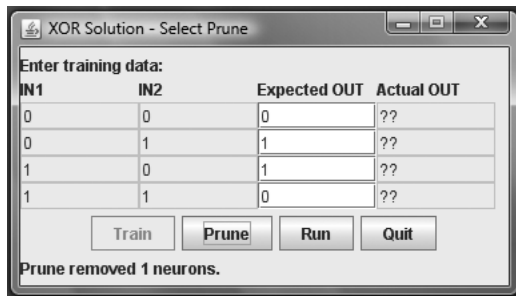 XOR Solution - Select Prune
Enter training data:
IN1 IN2 Expected OUT Actual OUT
0 0 0 ??
0 1 1 ??
1 0 1 ??
1 1 0 ??
Train Prune Run Quit
Prune removed 1 neurons.